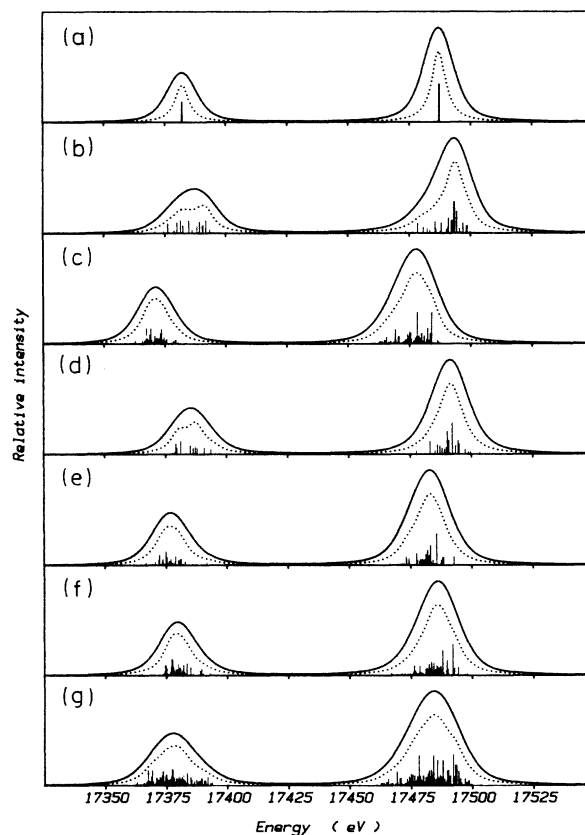 (a)
(b)
(c)
(d)
(e)
(f)
(g)
Relative intensity
17350 17375 17400 17425 17450 17475 17500 17525
Energy ( eV )